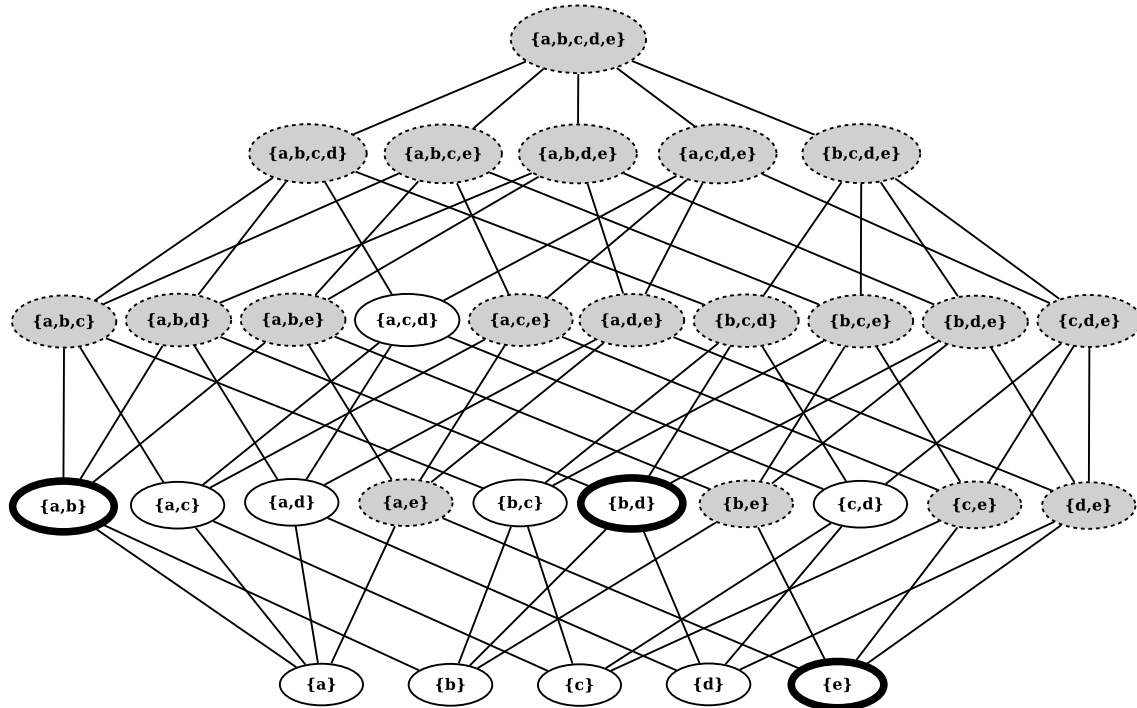 {a,b,c,d,e}
{a,b,c,d} {a,b,c,e} {a,b,d,e} {a,c,d,e} {b,c,d,e}
{a,b,c} {a,b,d} {a,b,e} {a,c,d} {a,c,e} {a,d,e} {b,c,d} {b,c,e} {b,d,e} {c,d,e}
{a,b} {a,c} {a,d} {a,e} {b,c} {b,d} {b,e} {c,d} {c,e} {d,e}
{a} {b} {c} {d} {e}